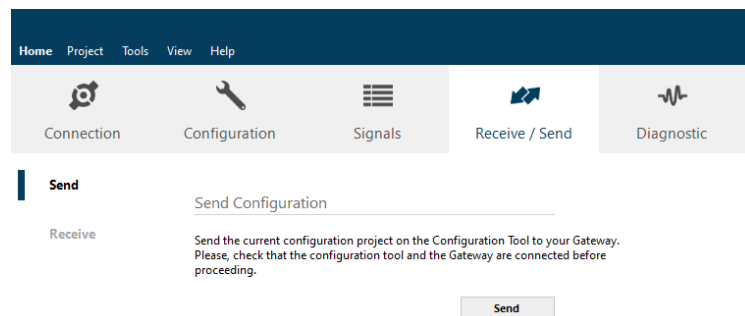 Home Project Tools View Help
Connection Configuration Signals Receive / Send Diagnostic
Send
Send Configuration
Receive
Send the current configuration project on the Configuration Tool to your Gateway.
Please, check that the configuration tool and the Gateway are connected before
proceeding.
Send